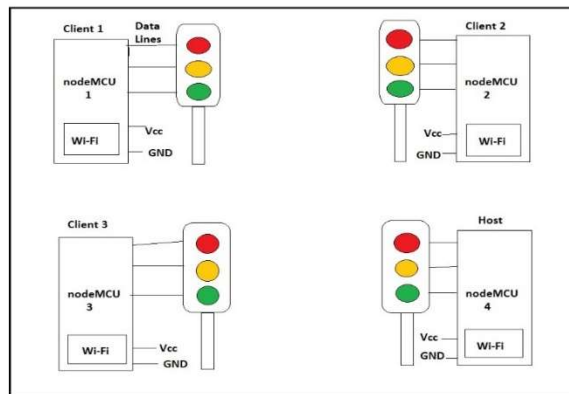 Client 1
Data
Lines
nodeMCU
1
Wi-Fi
Vcc
GND
Client 2
nodeMCU
2
Vcc
Wi-Fi
GND
Client 3
nodeMCU
3
Wi-Fi
Vcc
GND
Host
nodeMCU
4
Vcc
Wi-Fi
GND